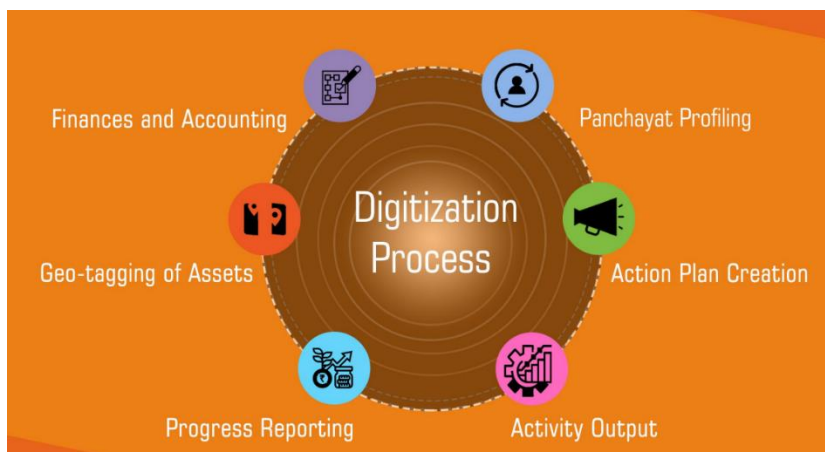 Finances and Accounting
Panchayat Profiling
Digitization
Process
Geo-tagging of Assets
Action Plan Creation
Progress Reporting
Activity Output